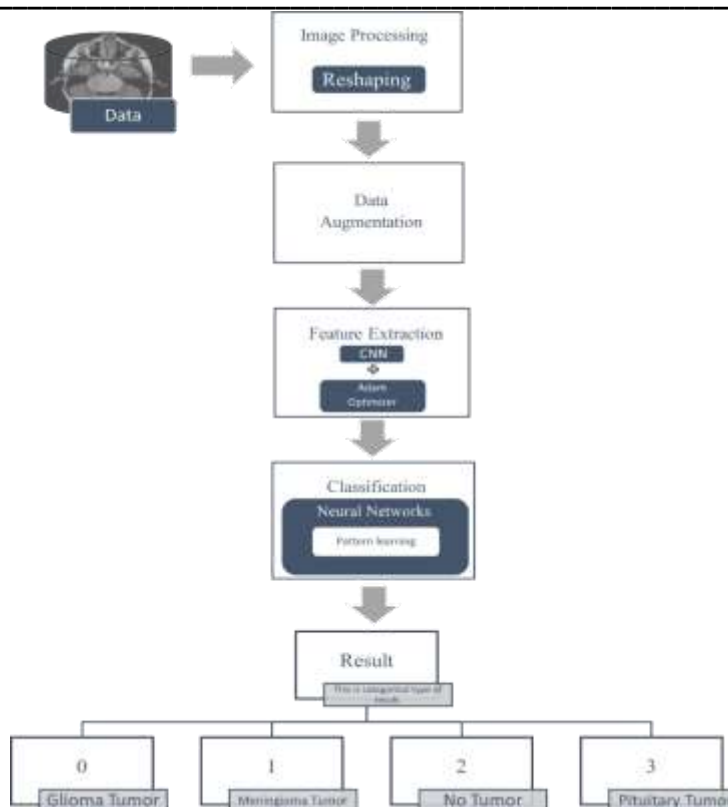 Data
Image Processing
Reshaping
Data
Augmentation
Feature Extraction
CNN
+
Adam
Optimizer
Classification
Neural Networks
Pattern learning
Result
This is categorical type of
result
0
1
2
3
Glioma Tumor
Meningioma Tumor
No Tumor
Pituitary Tumo